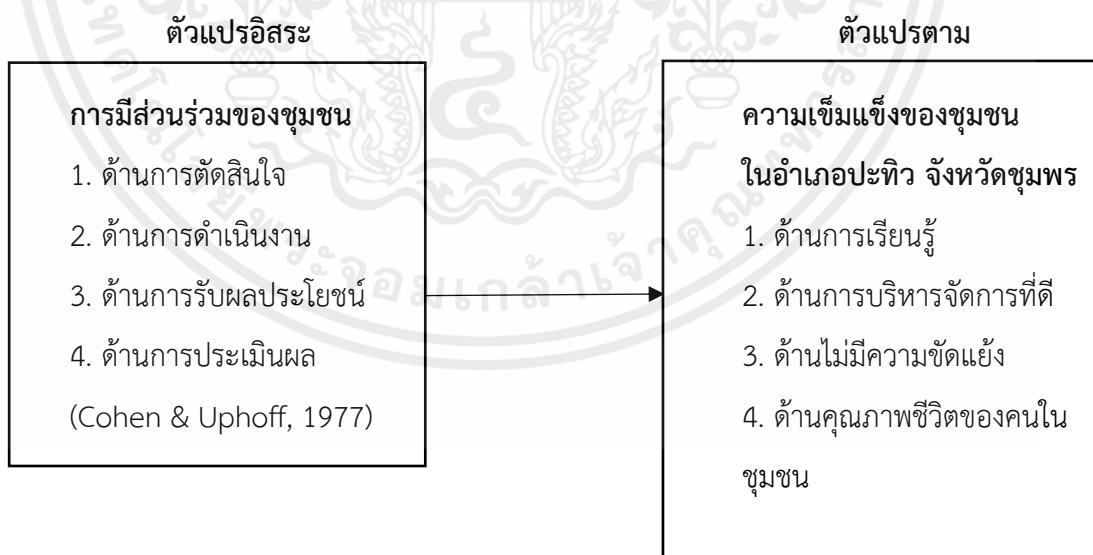 ตัวแปรอิสระ
การมีส่วนร่วมของชุมชน
1. ด้านการตัดสินใจ
2. ด้านการดำเนินงาน
3. ด้านการรับผลประโยชน์
4. ด้านการประเมินผล
(Cohen & Uphoff, 1977)
ตัวแปรตาม
ความเข็มแข็งของชุมชน
ในอำเภอปะทิว จังหวัดชุมพร
1. ด้านการเรียนรู้
2. ด้านการบริหารจัดการที่ดี
3. ด้านไม่มีความขัดแย้ง
4. ด้านคุณภาพชีวิตของคนใน
ชุมชน